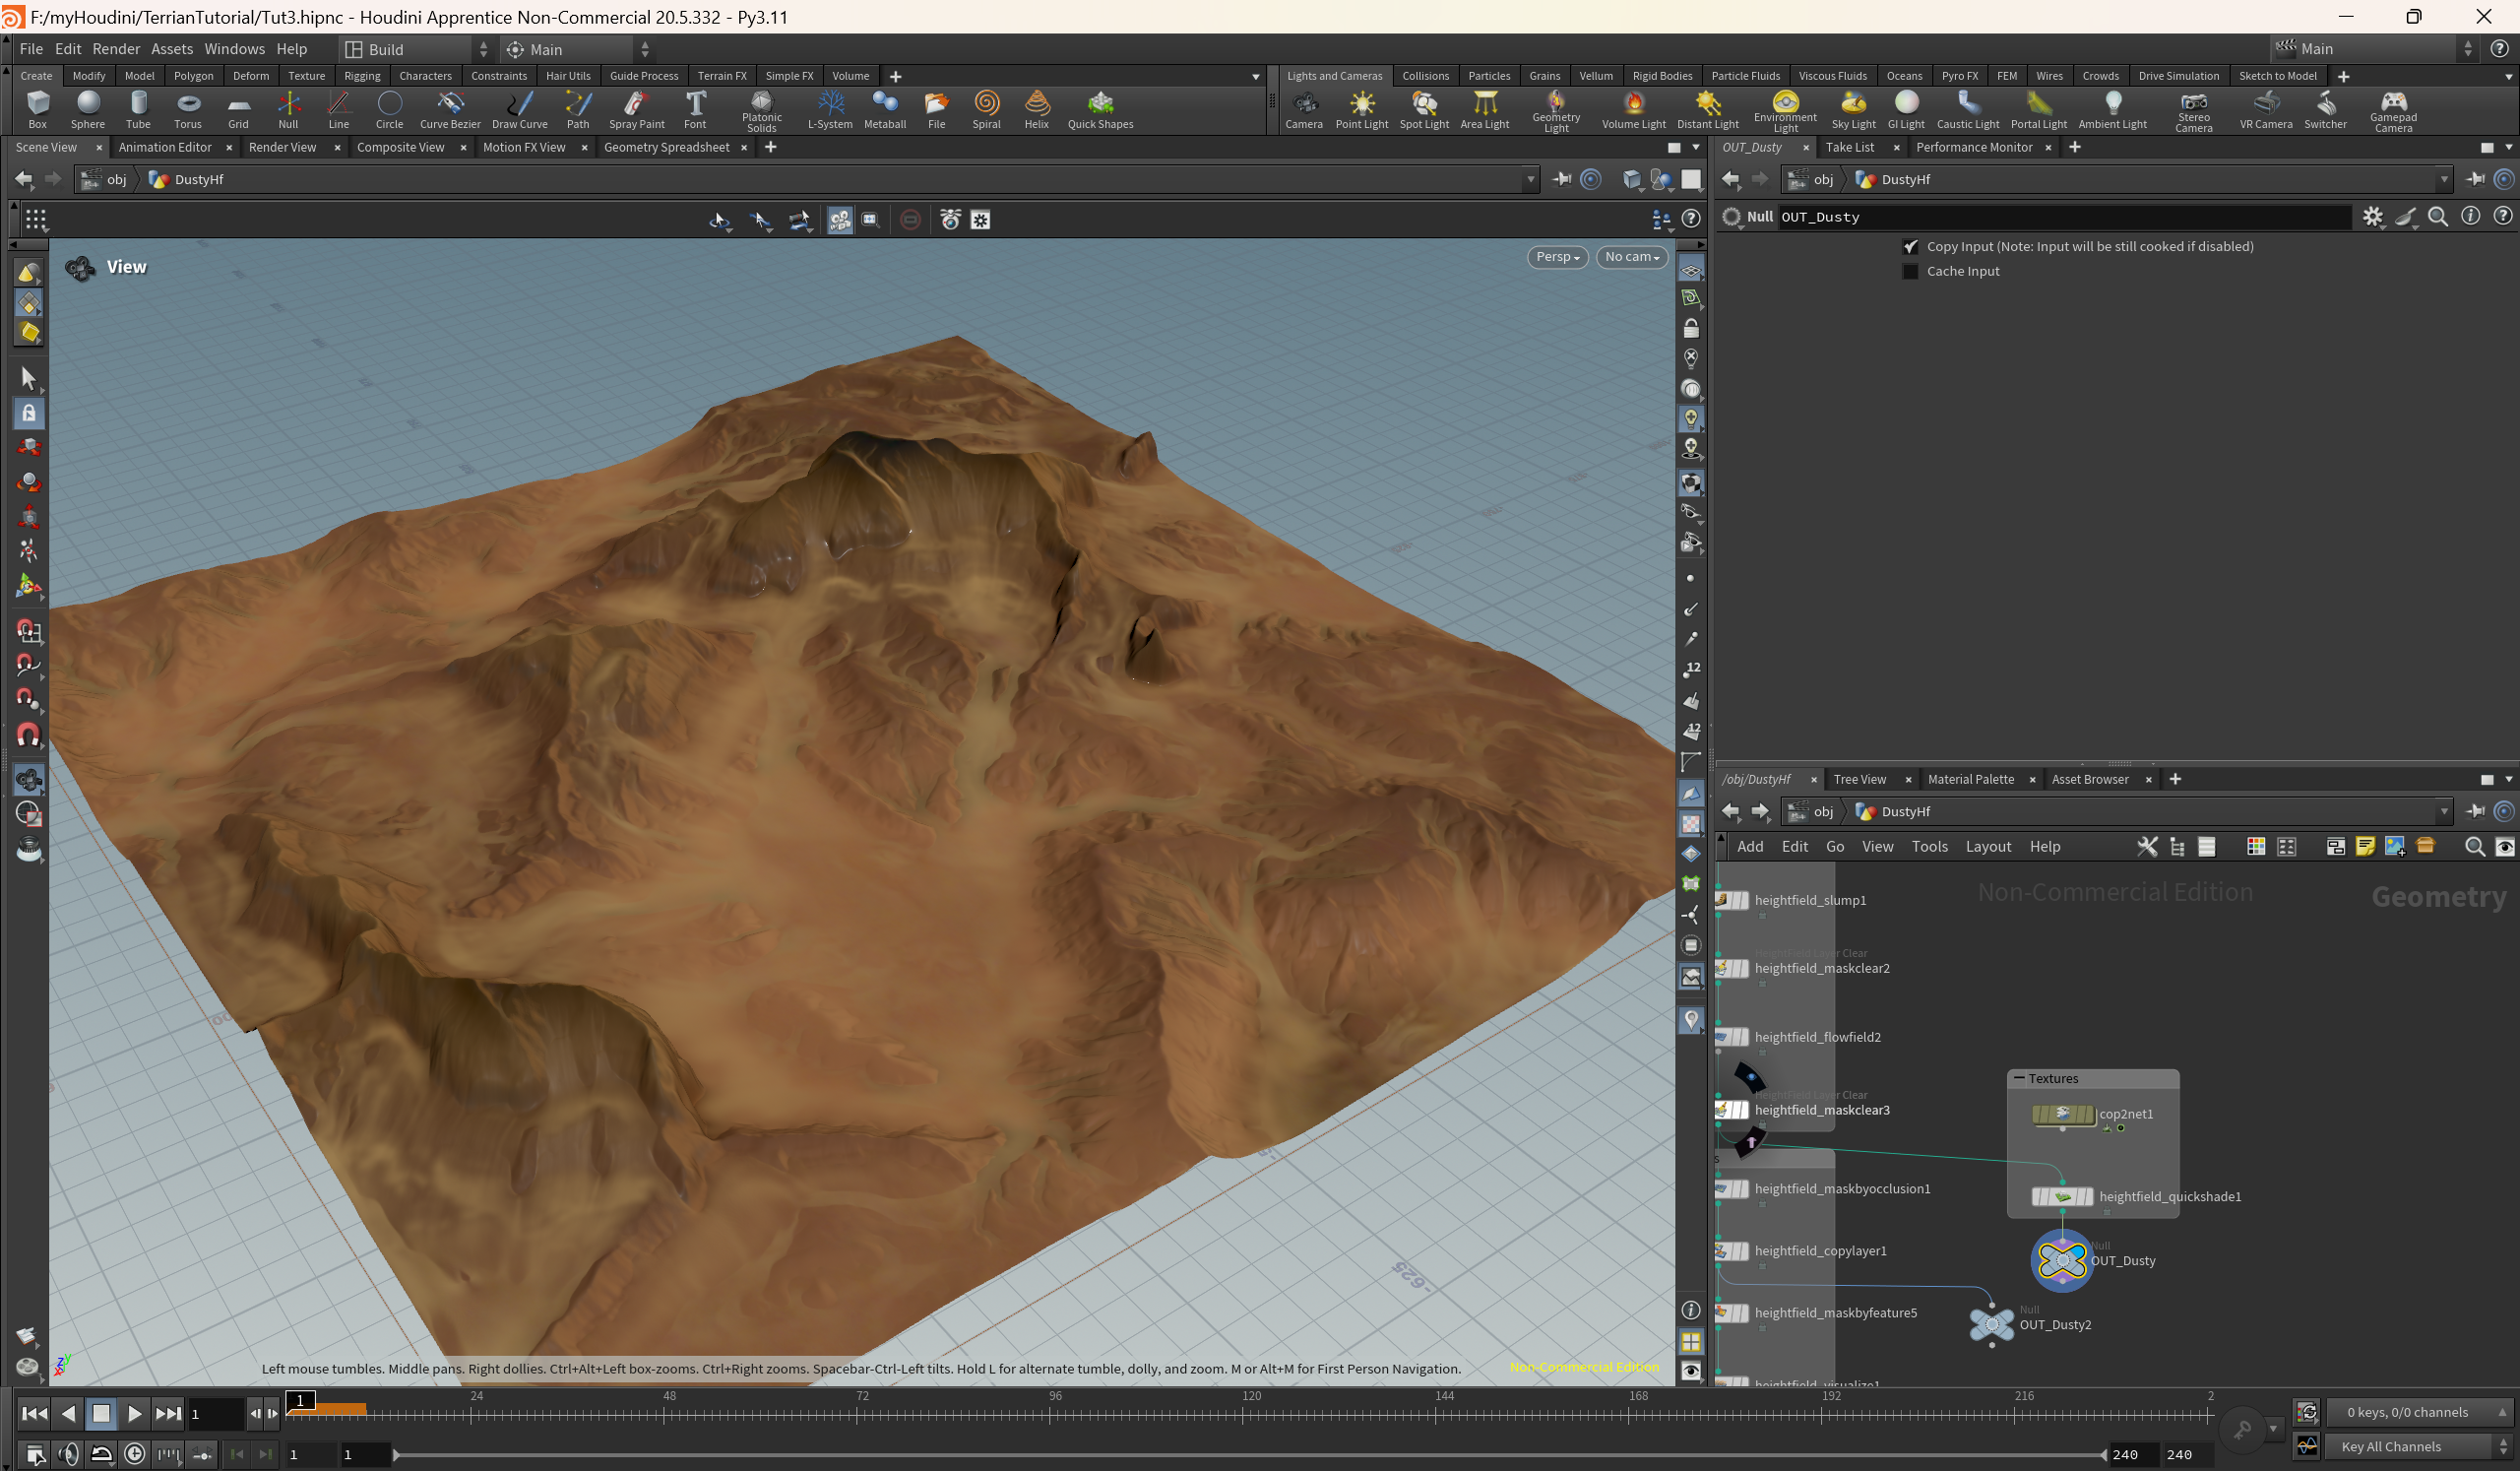 F:/myHoudini/TerrianTutorial/Tut3.hipnc - Houdini Apprentice Non-Commercial 20.5.332 - Py3.11
File Edit Render Assets Windows Help Build Main Main
Create Modify Model Polygon Deform Texture Rigging Characters Constraints Hair Utils Guide Process Terrain FX Simple FX Volume
Lights and Cameras Collisions Particles Grains Vellum Rigid Bodies Particle Fluids Viscous Fluids Oceans Pyro FX FEM Wires Crowds Drive Simulation Sketch to Model
Box Sphere Tube Torus Grid Null Line Circle Curve Bezier Draw Curve Path Spray Paint Font Platonic Solids L-System Metaball File Spiral Helix Quick Shapes
Camera Point Light Spot Light Area Light Geometry Light Volume Light Distant Light Environment Light Sky Light GI Light Caustic Light Portal Light Ambient Light Stereo Camera VR Camera Switcher Gamepad Camera
Scene View Animation Editor Render View Composite View Motion FX View Geometry Spreadsheet
obj DustyHf
View
Persp No cam
12
12
-625
Left mouse tumbles. Middle pans. Right dollies. Ctrl+Alt+Left box-zooms. Ctrl+Right zooms. Spacebar-Ctrl-Left tilts. Hold L for alternate tumble, dolly, and zoom. M or Alt+M for First Person Navigation.
Non-Commercial Edition
OUT_Dusty Take List Performance Monitor
obj DustyHf
Null OUT_Dusty
Copy Input (Note: Input will be still cooked if disabled)
Cache Input
/obj/DustyHf Tree View Material Palette Asset Browser
obj DustyHf
Add Edit Go View Tools Layout Help
Non-Commercial Edition Geometry
heightfield_slump1
HeightField Layer Clear
heightfield_maskclear2
heightfield_flowfield2
HeightField Layer Clear
heightfield_maskclear3
s
heightfield_maskbyocclusion1
heightfield_copylayer1
heightfield_maskbyfeature5
heightfield_visualize1
Textures
cop2net1
heightfield_quickshade1
Null
OUT_Dusty
Null
OUT_Dusty2
1 1 24 48 72 96 120 144 168 192 216 2
0 keys, 0/0 channels
1 1 240 240
Key All Channels